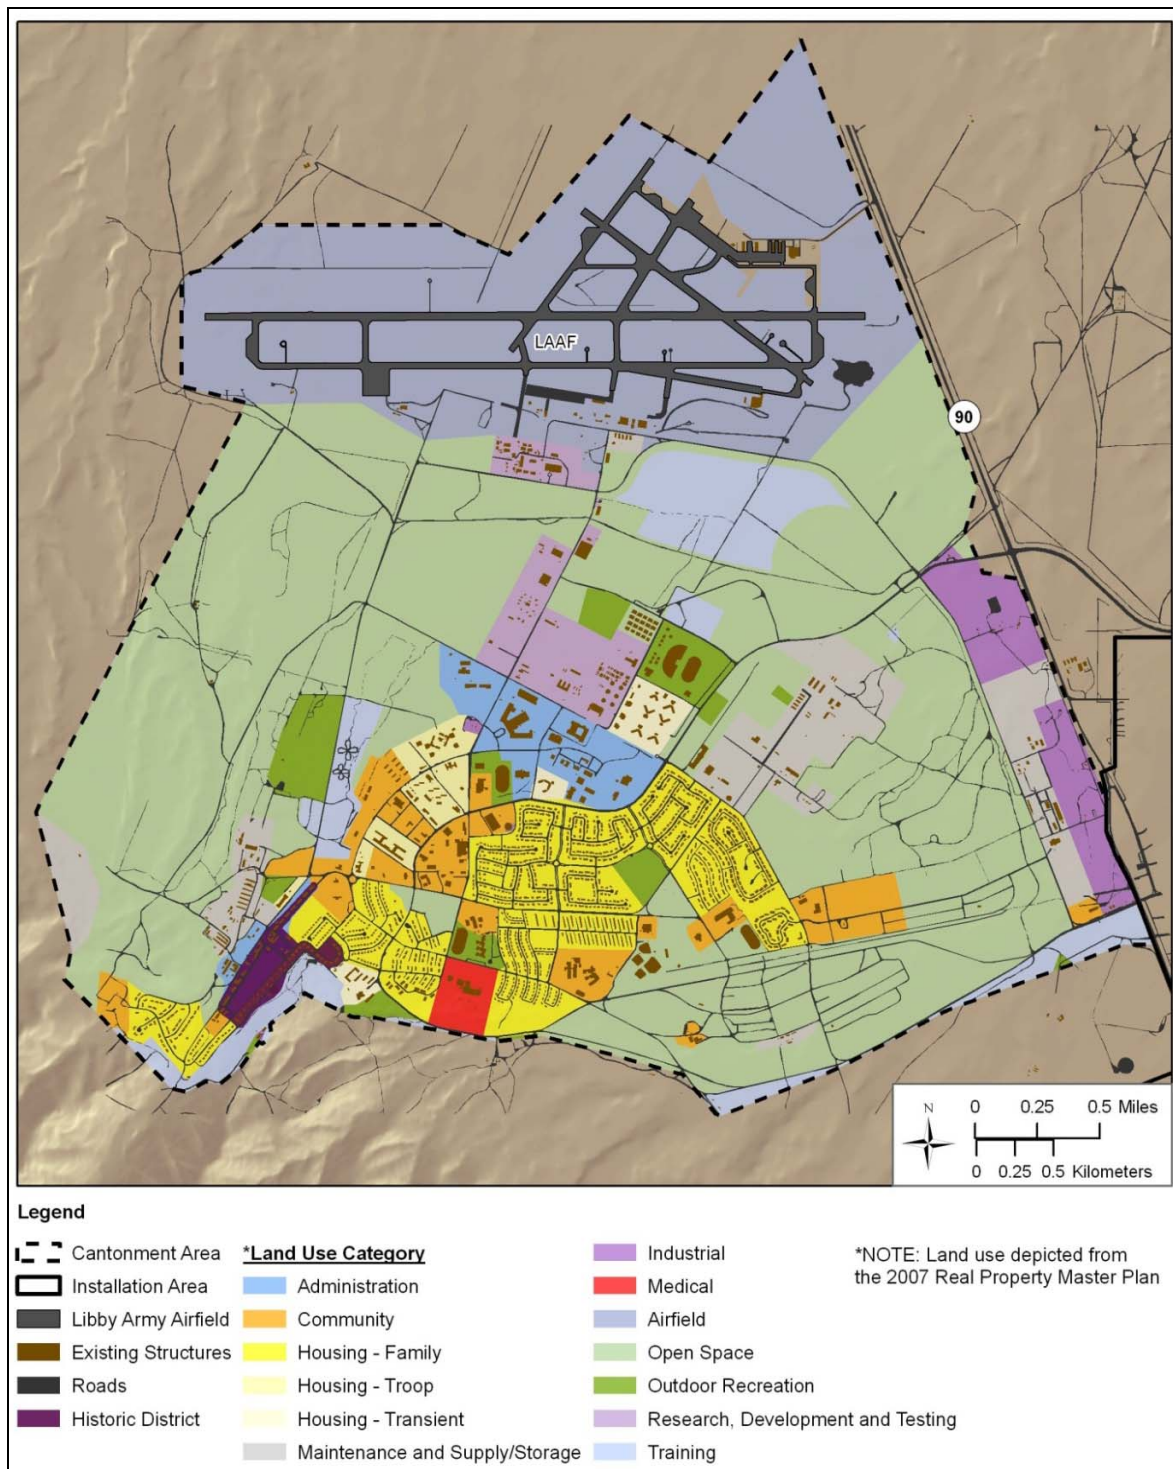 LAAF
90
N
0 0.25 0.5 Miles
0 0.25 0.5 Kilometers
Legend
Cantonment Area
Installation Area
Libby Army Airfield
Existing Structures
Roads
Historic District
*Land Use Category
Administration
Community
Housing - Family
Housing - Troop
Housing - Transient
Maintenance and Supply/Storage
Industrial
Medical
Airfield
Open Space
Outdoor Recreation
Research, Development and Testing
Training
*NOTE: Land use depicted from
the 2007 Real Property Master Plan